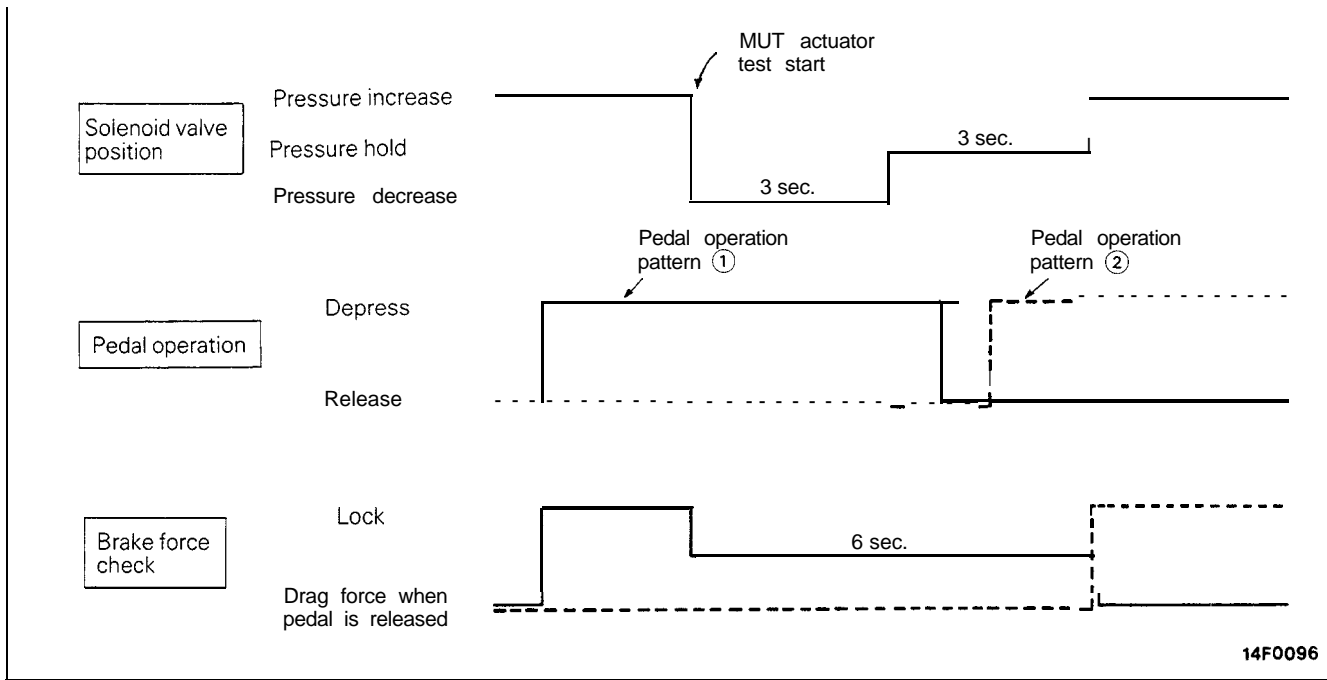 MUT actuator
test start
Pressure increase
Solenoid valve
position
Pressure hold
3 sec.
Pressure decrease
3 sec.
Pedal operation
pattern ①
Pedal operation
pattern ②
Depress
Pedal operation
Release
Lock
Brake force
check
6 sec.
Drag force when
pedal is released
14F0096